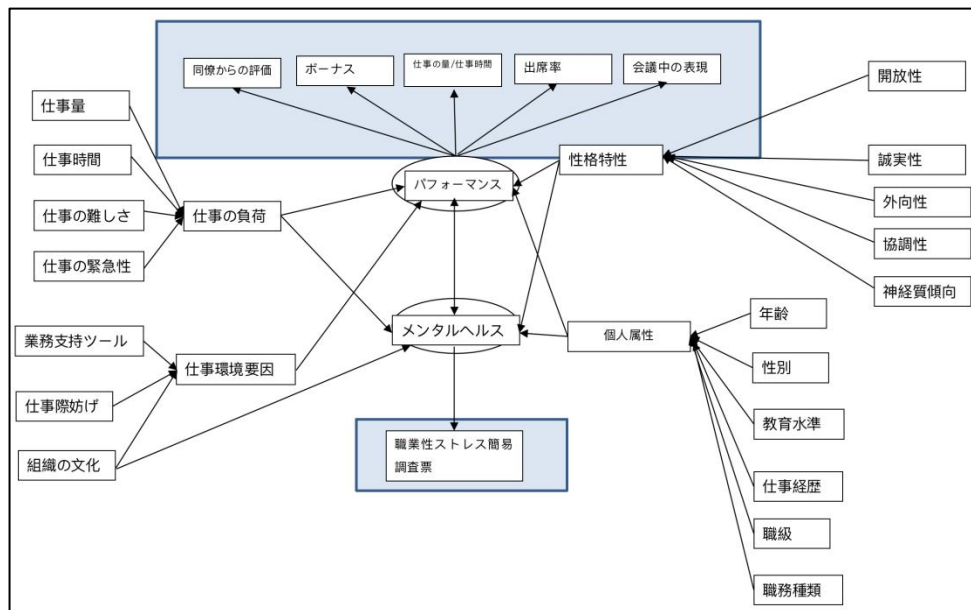 同僚からの評価
ボーナス
仕事の量/仕事時間
出席率
会議中の表現
開放性
仕事量
仕事時間
仕事の難しさ
仕事の緊急性
仕事の負荷
パフォーマンス
性格特性
誠実性
外向性
協調性
神経質傾向
業務支持ツール
仕事際妨げ
組織の文化
仕事環境要因
メンタルヘルス
個人属性
年齢
性別
教育水準
仕事経歴
職級
職務種類
職業性ストレス簡易
調査票